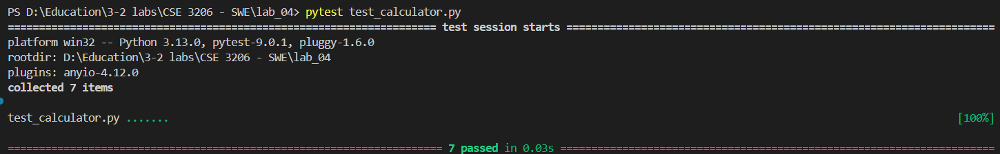 PS D:\Education\3-2 labs\CSE 3206 - SWE\lab_04> pytest test_calculator.py
===================================================================== test session starts =====================================================================
platform win32 -- Python 3.13.0, pytest-9.0.1, pluggy-1.6.0
rootdir: D:\Education\3-2 labs\CSE 3206 - SWE\lab_04
plugins: anyio-4.12.0
collected 7 items
test_calculator.py ....... [100%]
====================================================================== 7 passed in 0.03s ======================================================================